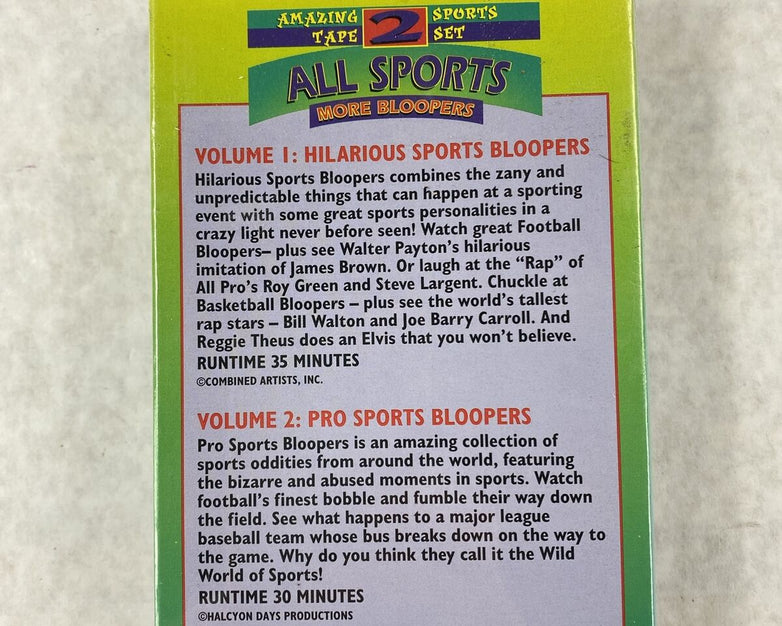 AMAZING 2 SPORTS
TAPE SET
ALL SPORTS
MORE BLOOPERS
VOLUME 1: HILARIOUS SPORTS BLOOPERS
Hilarious Sports Bloopers combines the zany and
unpredictable things that can happen at a sporting
event with some great sports personalities in a
crazy light never before seen! Watch great Football
Bloopers– plus see Walter Payton's hilarious
imitation of James Brown. Or laugh at the "Rap" of
All Pro's Roy Green and Steve Largent. Chuckle at
Basketball Bloopers – plus see the world's tallest
rap stars – Bill Walton and Joe Barry Carroll. And
Reggie Theus does an Elvis that you won't believe.
RUNTIME 35 MINUTES
©COMBINED ARTISTS, INC.
VOLUME 2: PRO SPORTS BLOOPERS
Pro Sports Bloopers is an amazing collection of
sports oddities from around the world, featuring
the bizarre and abused moments in sports. Watch
football's finest bobble and fumble their way down
the field. See what happens to a major league
baseball team whose bus breaks down on the way to
the game. Why do you think they call it the Wild
World of Sports!
RUNTIME 30 MINUTES
©HALCYON DAYS PRODUCTIONS